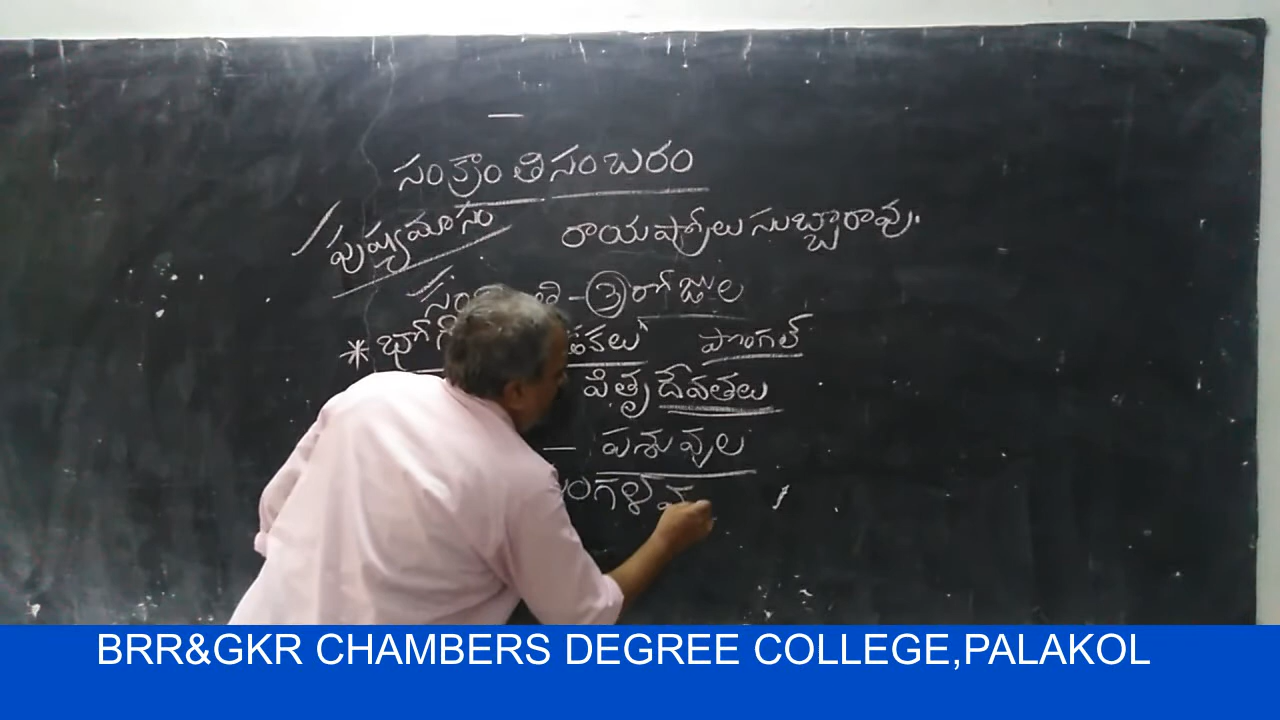 సంక్రాంతి సంబరం
పుష్యమాసం రాయప్రోలు సుబ్బారావు.
③ రోజుల
పొంగల్
పితృ దేవతలు
– పశువుల
BRR&GKR CHAMBERS DEGREE COLLEGE,PALAKOL